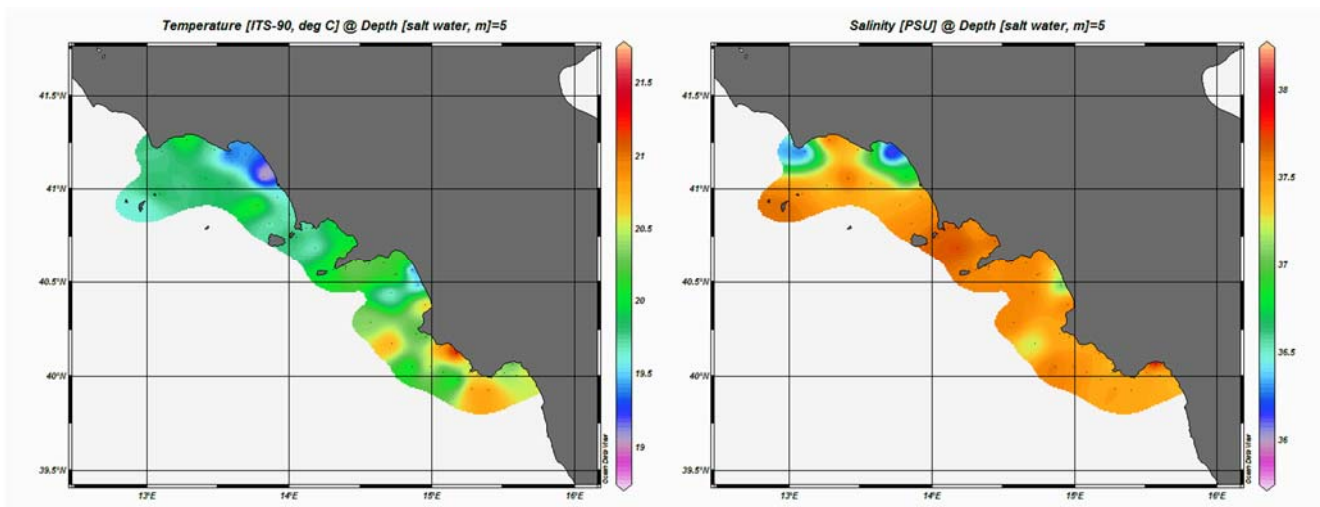 Temperature [ITS-90, deg C] @ Depth [salt water, m]=5
41.5°N
41°N
40.5°N
40°N
39.5°N
13°E
14°E
15°E
16°E
Ocean Data View
21.5
21
20.5
20
19.5
19
Salinity [PSU] @ Depth [salt water, m]=5
41.5°N
41°N
40.5°N
40°N
39.5°N
13°E
14°E
15°E
16°E
Ocean Data View
38
37.5
37
36.5
36